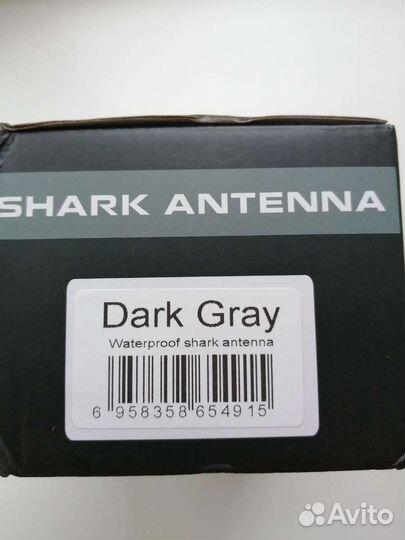 SHARK ANTENNA
Dark Gray
Waterproof shark antenna
6 958358 654915
Avito